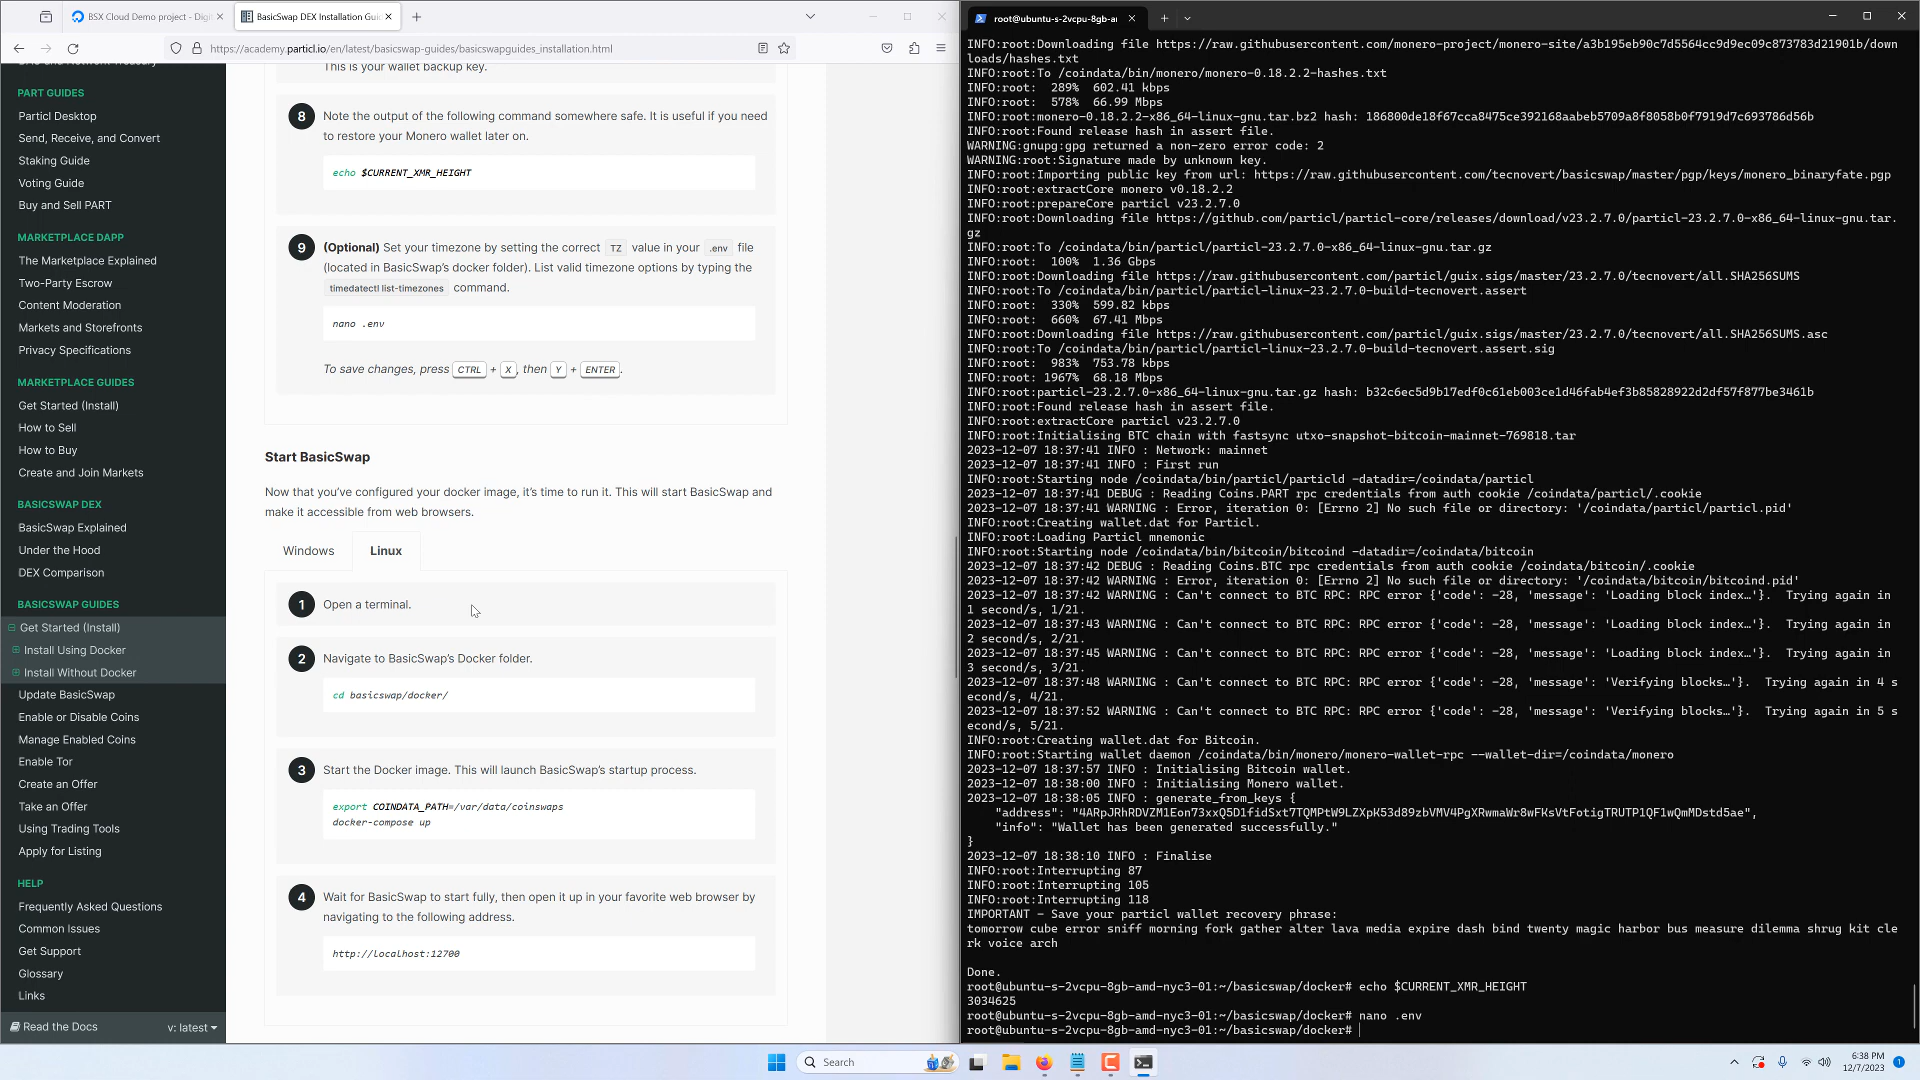 BSX Cloud Demo project - Digi
BasicSwap DEX Installation Gui
https://academy.particl.io/en/latest/basicswap-guides/basicswapguides_installation.html
PART GUIDES
Particl Desktop
Send, Receive, and Convert
Staking Guide
Voting Guide
Buy and Sell PART
MARKETPLACE DAPP
The Marketplace Explained
Two-Party Escrow
Content Moderation
Markets and Storefronts
Privacy Specifications
MARKETPLACE GUIDES
Get Started (Install)
How to Sell
How to Buy
Create and Join Markets
BASICSWAP DEX
BasicSwap Explained
Under the Hood
DEX Comparison
BASICSWAP GUIDES
Get Started (Install)
Install Using Docker
Install Without Docker
Update BasicSwap
Enable or Disable Coins
Manage Enabled Coins
Enable Tor
Create an Offer
Take an Offer
Using Trading Tools
Apply for Listing
HELP
Frequently Asked Questions
Common Issues
Get Support
Glossary
Links
Read the Docs v: latest
This is your wallet backup key.
8 Note the output of the following command somewhere safe. It is useful if you need
to restore your Monero wallet later on.
echo $CURRENT_XMR_HEIGHT
9 (Optional) Set your timezone by setting the correct TZ value in your .env file
(located in BasicSwap's docker folder). List valid timezone options by typing the
timedatectl list-timezones command.
nano .env
To save changes, press CTRL + X, then Y + ENTER.
Start BasicSwap
Now that you've configured your docker image, it's time to run it. This will start BasicSwap and
make it accessible from web browsers.
Windows Linux
1 Open a terminal.
2 Navigate to BasicSwap's Docker folder.
cd basicswap/docker/
3 Start the Docker image. This will launch BasicSwap's startup process.
export COINDATA_PATH=/var/data/coinswaps
docker-compose up
4 Wait for BasicSwap to start fully, then open it up in your favorite web browser by
navigating to the following address.
http://localhost:12700
root@ubuntu-s-2vcpu-8gb-am
INFO:root:Downloading file https://raw.githubusercontent.com/monero-project/monero-site/a3b195eb90c7d5564cc9d9ec09c873783d21901b/down
loads/hashes.txt
INFO:root:To /coindata/bin/monero/monero-0.18.2.2-hashes.txt
INFO:root:  289%  602.41 kbps
INFO:root:  578%  66.99 Mbps
INFO:root:monero-0.18.2.2-x86_64-linux-gnu.tar.bz2 hash: 186800de18f67cca8475ce392168aabeb5709a8f8058b0f7919d7c693786d56b
INFO:root:Found release hash in assert file.
WARNING:gnupg:gpg returned a non-zero error code: 2
WARNING:root:Signature made by unknown key.
INFO:root:Importing public key from url: https://raw.githubusercontent.com/tecnovert/basicswap/master/pgp/keys/monero_binaryfate.pgp
INFO:root:extractCore monero v0.18.2.2
INFO:root:prepareCore particl v23.2.7.0
INFO:root:Downloading file https://github.com/particl/particl-core/releases/download/v23.2.7.0/particl-23.2.7.0-x86_64-linux-gnu.tar.
gz
INFO:root:To /coindata/bin/particl/particl-23.2.7.0-x86_64-linux-gnu.tar.gz
INFO:root:  100%  1.36 Gbps
INFO:root:Downloading file https://raw.githubusercontent.com/particl/guix.sigs/master/23.2.7.0/tecnovert/all.SHA256SUMS
INFO:root:To /coindata/bin/particl/particl-linux-23.2.7.0-build-tecnovert.assert
INFO:root:  330%  599.82 kbps
INFO:root:  660%  67.41 Mbps
INFO:root:Downloading file https://raw.githubusercontent.com/particl/guix.sigs/master/23.2.7.0/tecnovert/all.SHA256SUMS.asc
INFO:root:To /coindata/bin/particl/particl-linux-23.2.7.0-build-tecnovert.assert.sig
INFO:root:  983%  753.78 kbps
INFO:root:  1967%  68.18 Mbps
INFO:root:particl-23.2.7.0-x86_64-linux-gnu.tar.gz hash: b32c6ec5d9b17edf0c61eb003ce1d46fab4ef3b85828922d2df57f877be3461b
INFO:root:Found release hash in assert file.
INFO:root:extractCore particl v23.2.7.0
INFO:root:Initialising BTC chain with fastsync utxo-snapshot-bitcoin-mainnet-769818.tar
2023-12-07 18:37:41 INFO : Network: mainnet
2023-12-07 18:37:41 INFO : First run
INFO:root:Starting node /coindata/bin/particl/particld -datadir=/coindata/particl
2023-12-07 18:37:41 DEBUG : Reading Coins.PART rpc credentials from auth cookie /coindata/particl/.cookie
2023-12-07 18:37:41 WARNING : Error, iteration 0: [Errno 2] No such file or directory: '/coindata/particl/particl.pid'
INFO:root:Creating wallet.dat for Particl.
INFO:root:Loading Particl mnemonic
INFO:root:Starting node /coindata/bin/bitcoin/bitcoind -datadir=/coindata/bitcoin
2023-12-07 18:37:42 DEBUG : Reading Coins.BTC rpc credentials from auth cookie /coindata/bitcoin/.cookie
2023-12-07 18:37:42 WARNING : Error, iteration 0: [Errno 2] No such file or directory: '/coindata/bitcoin/bitcoind.pid'
2023-12-07 18:37:42 WARNING : Can't connect to BTC RPC: RPC error {'code': -28, 'message': 'Loading block index…'}.  Trying again in
1 second/s, 1/21.
2023-12-07 18:37:43 WARNING : Can't connect to BTC RPC: RPC error {'code': -28, 'message': 'Loading block index…'}.  Trying again in
2 second/s, 2/21.
2023-12-07 18:37:45 WARNING : Can't connect to BTC RPC: RPC error {'code': -28, 'message': 'Loading block index…'}.  Trying again in
3 second/s, 3/21.
2023-12-07 18:37:48 WARNING : Can't connect to BTC RPC: RPC error {'code': -28, 'message': 'Verifying blocks…'}.  Trying again in 4 s
econd/s, 4/21.
2023-12-07 18:37:52 WARNING : Can't connect to BTC RPC: RPC error {'code': -28, 'message': 'Verifying blocks…'}.  Trying again in 5 s
econd/s, 5/21.
INFO:root:Creating wallet.dat for Bitcoin.
INFO:root:Starting wallet daemon /coindata/bin/monero/monero-wallet-rpc --wallet-dir=/coindata/monero
2023-12-07 18:37:57 INFO : Initialising Bitcoin wallet.
2023-12-07 18:38:00 INFO : Initialising Monero wallet.
2023-12-07 18:38:05 INFO : generate_from_keys {
"address": "4ARpJRhRDVZM1Eon73xxQ5D1fidSxt7TQMPtW9LZXpK53d89zbVMV4PgXRwmaWr8wFKsVtFotigTRUTP1QF1wQmMDstd5ae",
"info": "Wallet has been generated successfully."
}
2023-12-07 18:38:10 INFO : Finalise
INFO:root:Interrupting 87
INFO:root:Interrupting 105
INFO:root:Interrupting 118
IMPORTANT - Save your particl wallet recovery phrase:
tomorrow cube error sniff morning fork gather alter lava media expire dash bind twenty magic harbor bus measure dilemma shrug kit cle
rk voice arch
Done.
root@ubuntu-s-2vcpu-8gb-amd-nyc3-01:~/basicswap/docker# echo $CURRENT_XMR_HEIGHT
3034625
root@ubuntu-s-2vcpu-8gb-amd-nyc3-01:~/basicswap/docker# nano .env
root@ubuntu-s-2vcpu-8gb-amd-nyc3-01:~/basicswap/docker#
Search
6:38 PM
12/7/2023
1